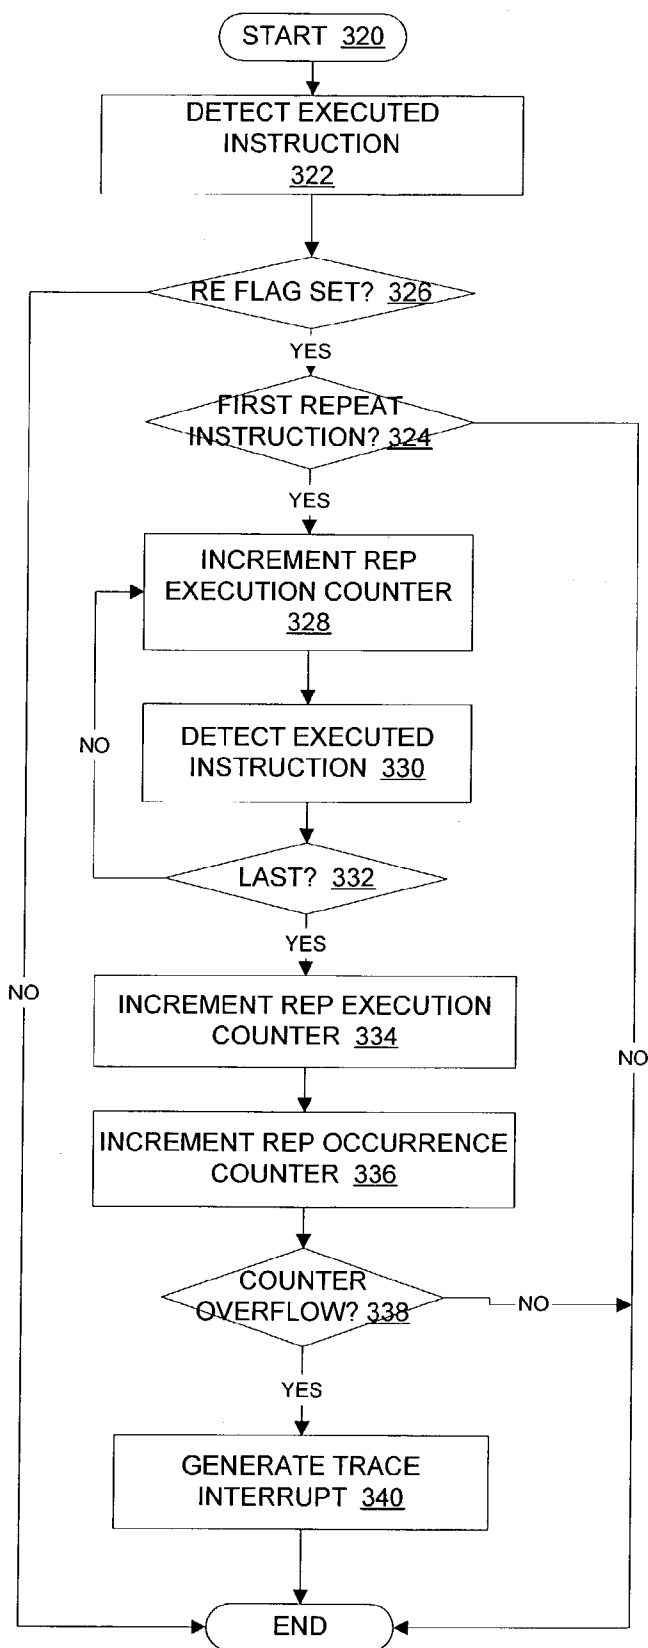 START 320
DETECT EXECUTED
INSTRUCTION
322
RE FLAG SET? 326
YES
FIRST REPEAT
INSTRUCTION? 324
YES
INCREMENT REP
EXECUTION COUNTER
328
NO
DETECT EXECUTED
INSTRUCTION 330
LAST? 332
YES
NO
INCREMENT REP EXECUTION
COUNTER 334
NO
INCREMENT REP OCCURRENCE
COUNTER 336
COUNTER
OVERFLOW? 338
NO
YES
GENERATE TRACE
INTERRUPT 340
END